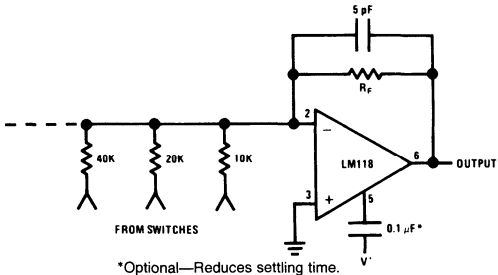 5 pF
R_F
2
−
LM118
6
OUTPUT
40K
20K
10K
3
+
5
0.1 μF*
FROM SWITCHES
V'
*Optional—Reduces settling time.